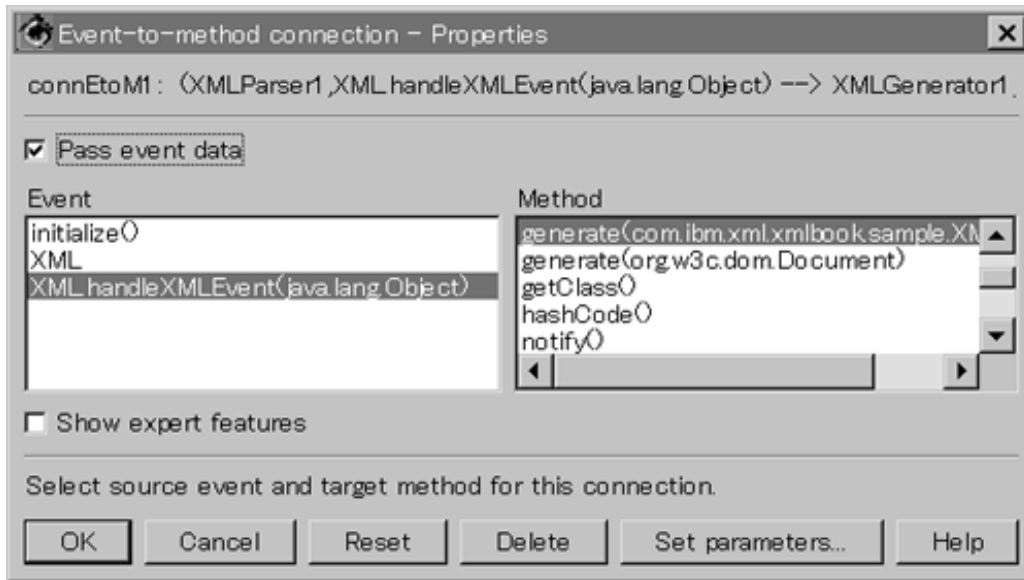 Event-to-method connection - Properties
connEtoM1: (XMLParser1,XML.handleXMLEvent(java.lang.Object) --> XMLGenerator1,
Pass event data
Event
Method
initialize()
XML
XML.handleXMLEvent(java.lang.Object)
generate(com.ibm.xml.xmlbook.sample.XM
generate(org.w3c.dom.Document)
getClass()
hashCode()
notify()
Show expert features
Select source event and target method for this connection.
OK Cancel Reset Delete Set parameters... Help